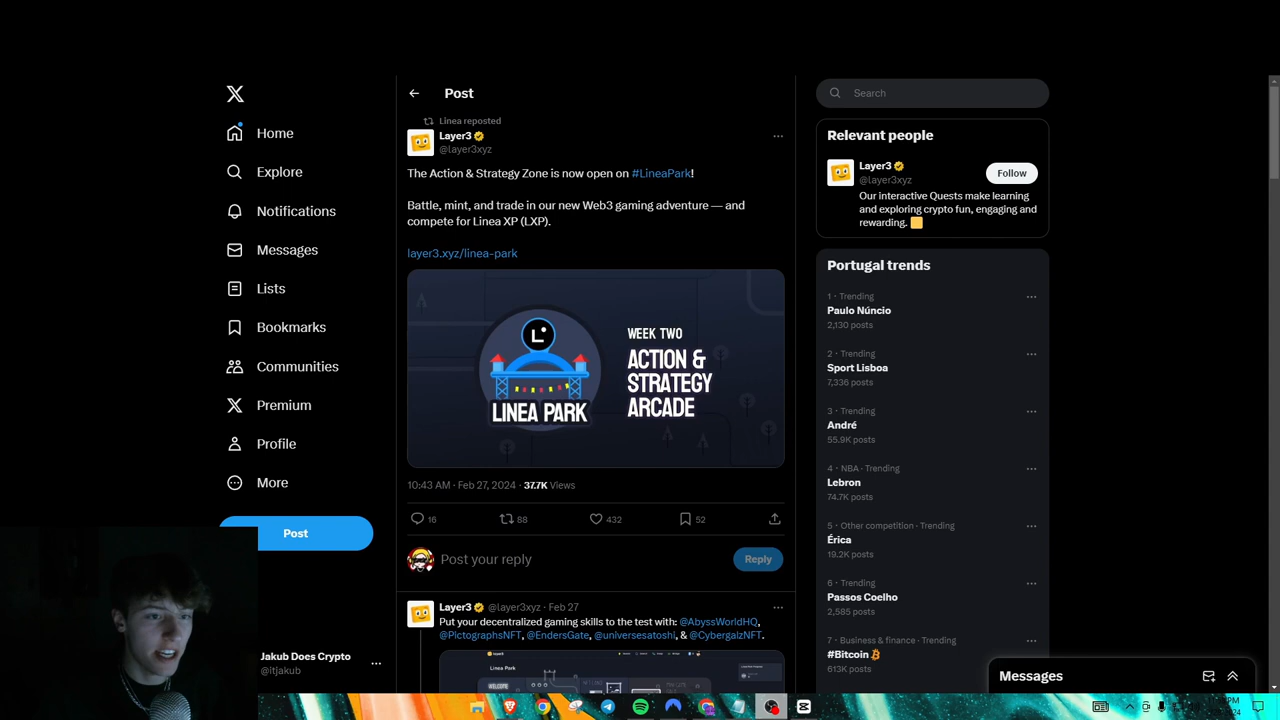 Home
Explore
Notifications
Messages
Lists
Bookmarks
Communities
Premium
Profile
More
Post
Jakub Does Crypto
@itjakub
Post
Linea reposted
Layer3
@layer3xyz
The Action & Strategy Zone is now open on #LineaPark!
Battle, mint, and trade in our new Web3 gaming adventure — and
compete for Linea XP (LXP).
layer3.xyz/linea-park
L
LINEA PARK
WEEK TWO
ACTION &
STRATEGY
ARCADE
10:43 AM · Feb 27, 2024 · 37.7K Views
16 88 432 52
Post your reply
Reply
Layer3 @layer3xyz · Feb 27
Put your decentralized gaming skills to the test with: @AbyssWorldHQ,
@PictographsNFT, @EndersGate, @universesatoshi, & @CybergalzNFT.
Linea Park
WELCOME
Search
Relevant people
Layer3
@layer3xyz
Follow
Our interactive Quests make learning
and exploring crypto fun, engaging and
rewarding.
Portugal trends
1 · Trending
Paulo Núncio
2,130 posts
2 · Trending
Sport Lisboa
7,336 posts
3 · Trending
André
55.9K posts
4 · NBA · Trending
Lebron
74.7K posts
5 · Other competition · Trending
Érica
19.2K posts
6 · Trending
Passos Coelho
2,585 posts
7 · Business & finance · Trending
#Bitcoin
613K posts
Messages